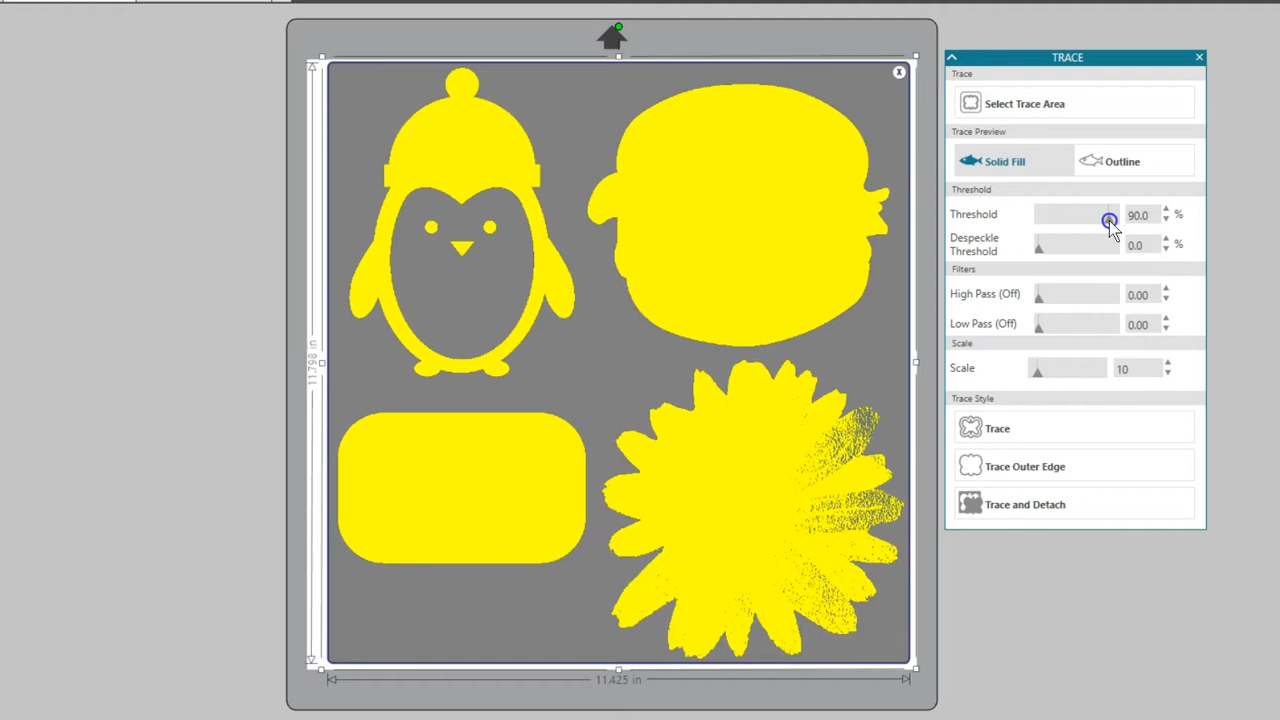 TRACE
Trace
Select Trace Area
Trace Preview
Solid Fill
Outline
Threshold
Threshold 90.0 %
Despeckle
Threshold 0.0 %
Filters
High Pass (Off) 0.00
Low Pass (Off) 0.00
Scale
Scale 10
Trace Style
Trace
Trace Outer Edge
Trace and Detach
X
11.798 in
11.425 in